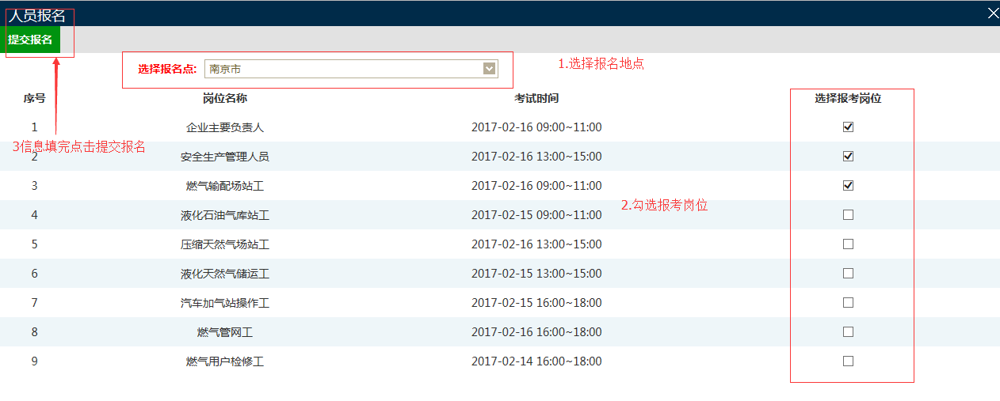 人员报名
提交报名
选择报名点: 南京市
1.选择报名地点
序号 岗位名称 考试时间 选择报考岗位
1 企业主要负责人 2017-02-16 09:00~11:00
3信息填完点击提交报名
2 安全生产管理人员 2017-02-16 13:00~15:00
3 燃气输配场站工 2017-02-16 09:00~11:00
2.勾选报考岗位
4 液化石油气库站工 2017-02-15 09:00~11:00
5 压缩天然气场站工 2017-02-16 13:00~15:00
6 液化天然气储运工 2017-02-15 13:00~15:00
7 汽车加气站操作工 2017-02-15 16:00~18:00
8 燃气管网工 2017-02-16 16:00~18:00
9 燃气用户检修工 2017-02-14 16:00~18:00